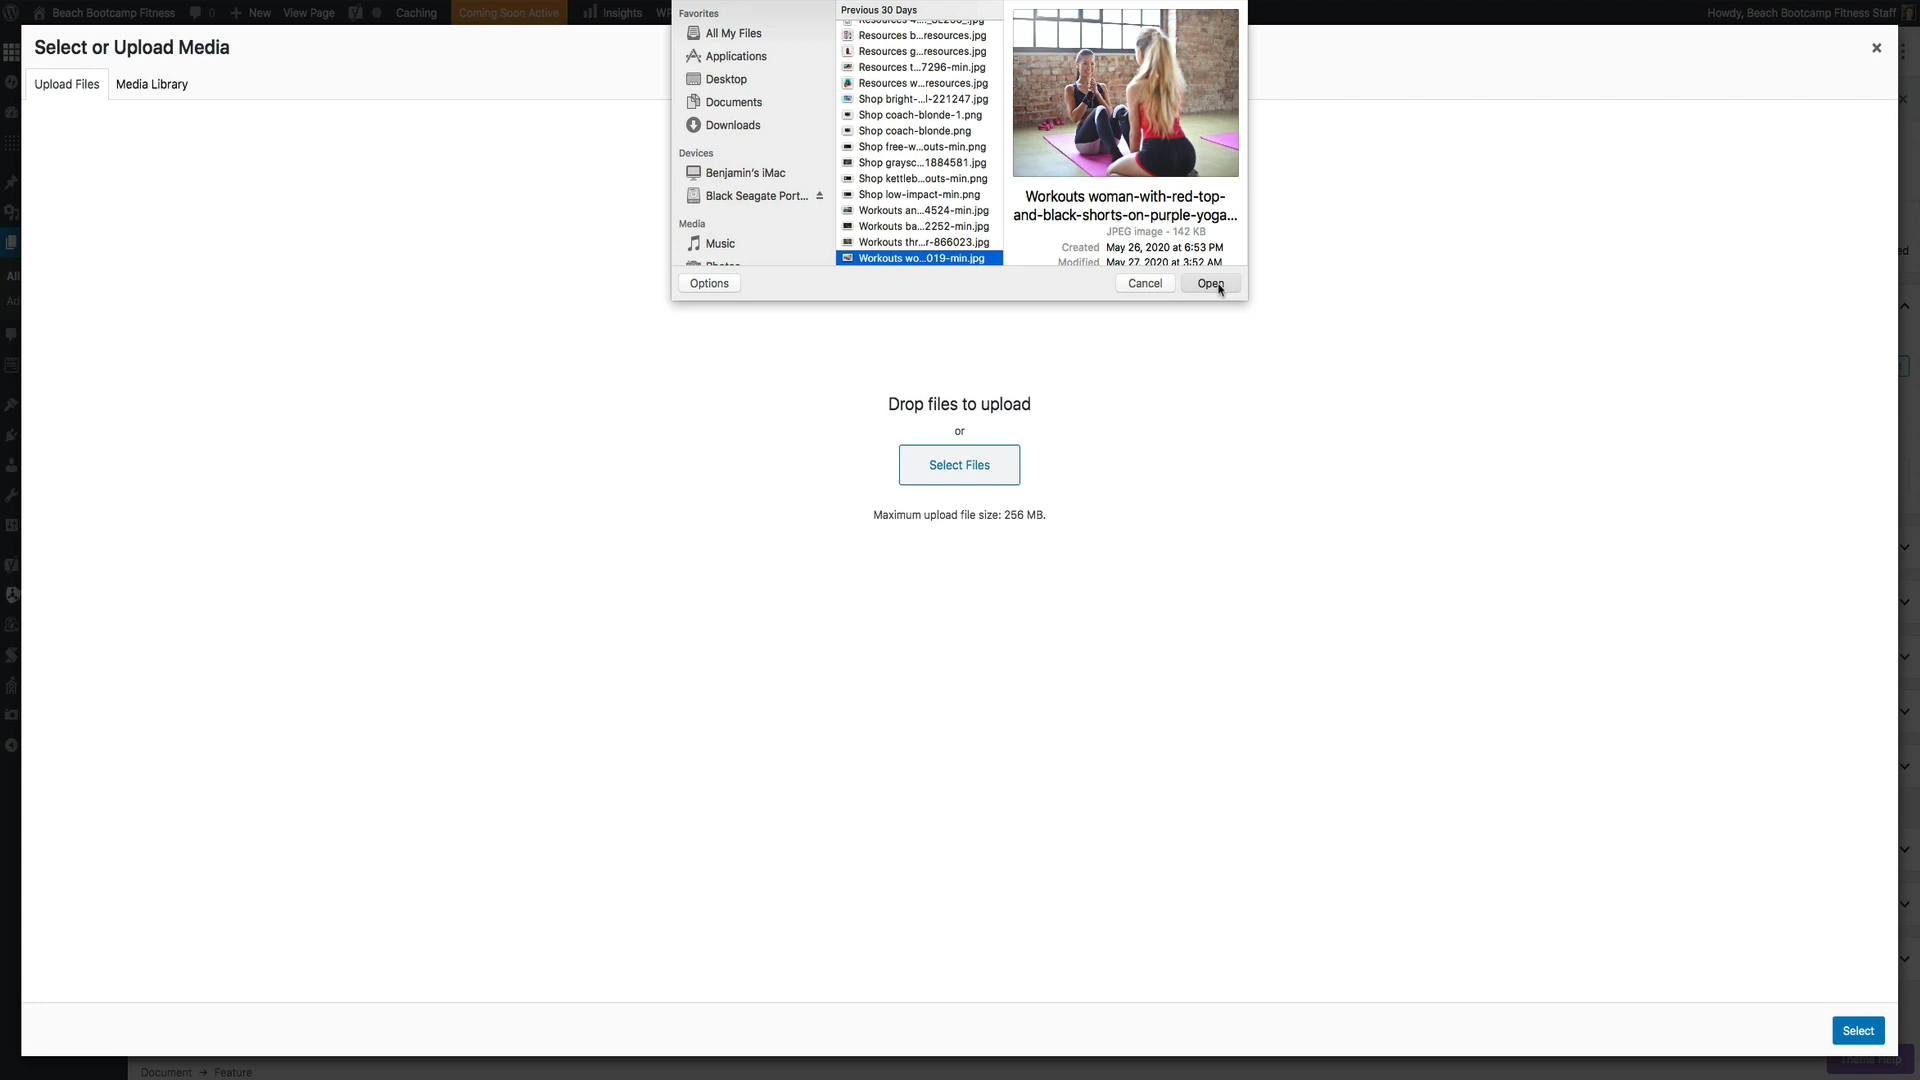 Beach Bootcamp Fitness
0
New
View Page
Caching
Coming Soon Active
Insights
Howdy, Beach Bootcamp Fitness Staff
Select or Upload Media
Upload Files
Media Library
Favorites
All My Files
Applications
Desktop
Documents
Downloads
Devices
Benjamin's iMac
Black Seagate Port...
Media
Music
Previous 30 Days
Resources b...resources.jpg
Resources g...resources.jpg
Resources t...7296-min.jpg
Resources w...resources.jpg
Shop bright-...l-221247.jpg
Shop coach-blonde-1.png
Shop coach-blonde.png
Shop free-w...outs-min.png
Shop graysc...1884581.jpg
Shop kettleb...outs-min.png
Shop low-impact-min.png
Workouts an...4524-min.jpg
Workouts ba...2252-min.jpg
Workouts thr...r-866023.jpg
Workouts wo...019-min.jpg
Workouts woman-with-red-top-
and-black-shorts-on-purple-yoga...
JPEG image - 142 KB
Created May 26, 2020 at 6:53 PM
Modified May 27, 2020 at 3:52 AM
Options
Cancel
Open
Drop files to upload
or
Select Files
Maximum upload file size: 256 MB.
Select
Theme Help
Document → Feature